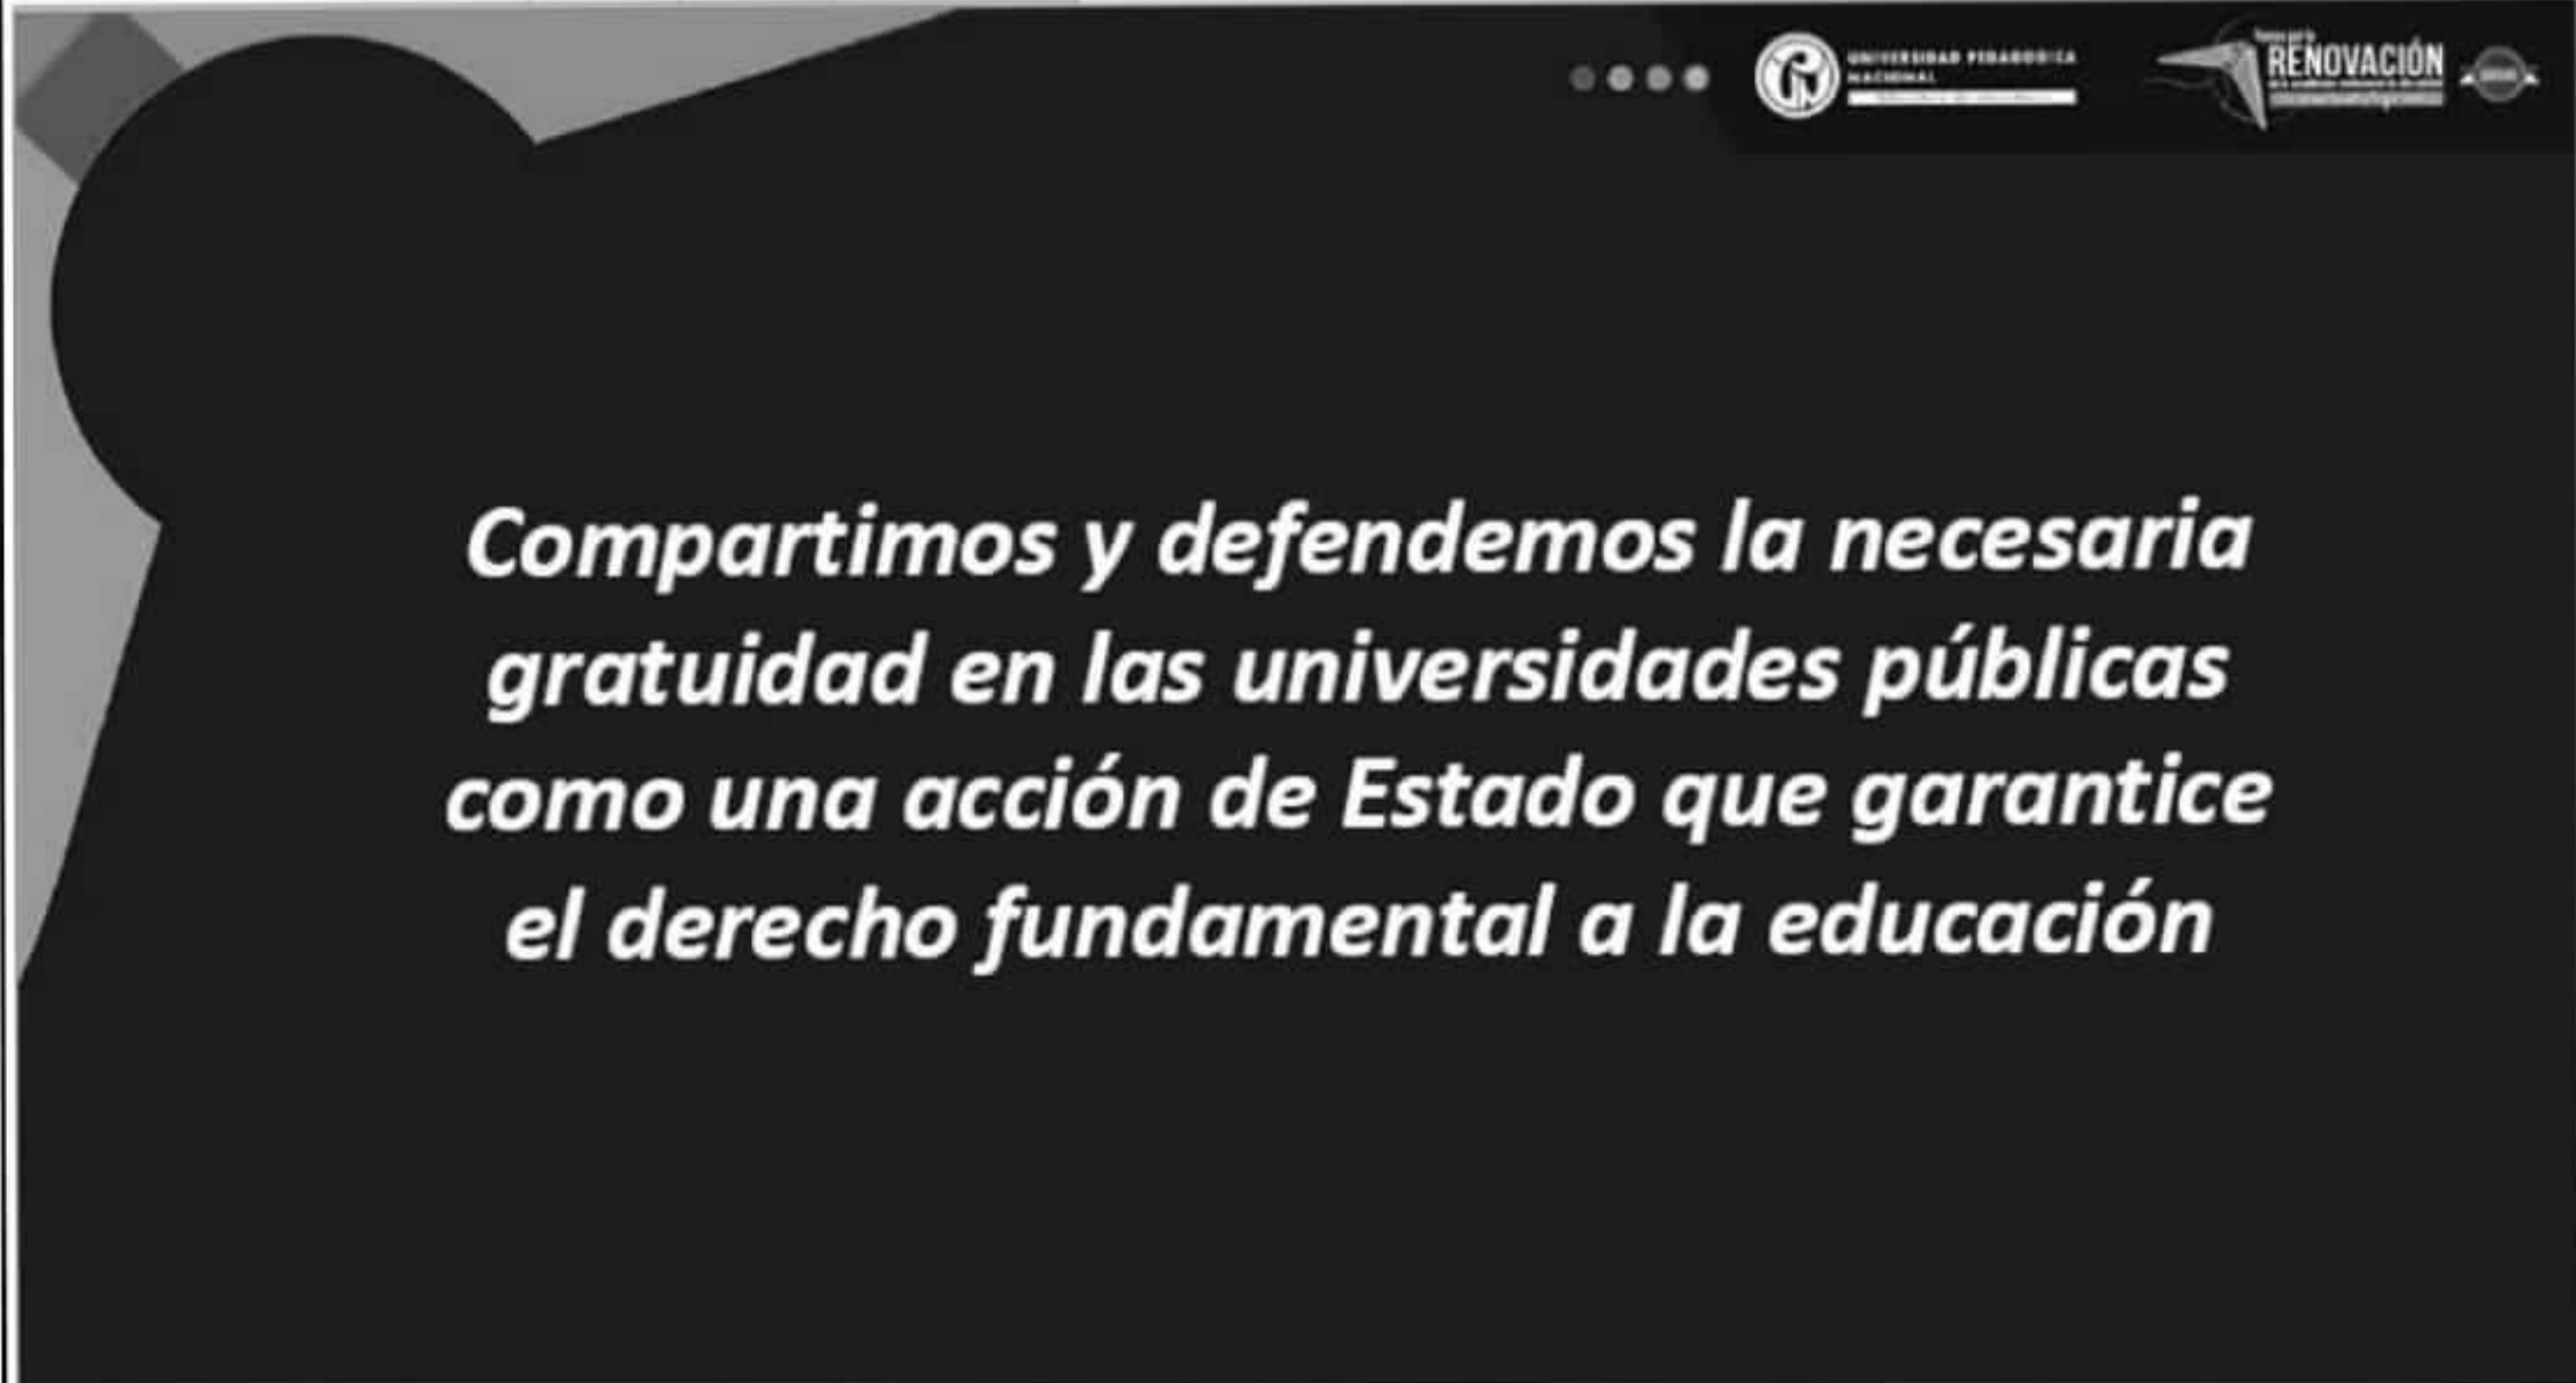 UNIVERSIDAD PEDAGÓGICA
NACIONAL
RENOVACIÓN
Compartimos y defendemos la necesaria
gratuidad en las universidades públicas
como una acción de Estado que garantice
el derecho fundamental a la educación